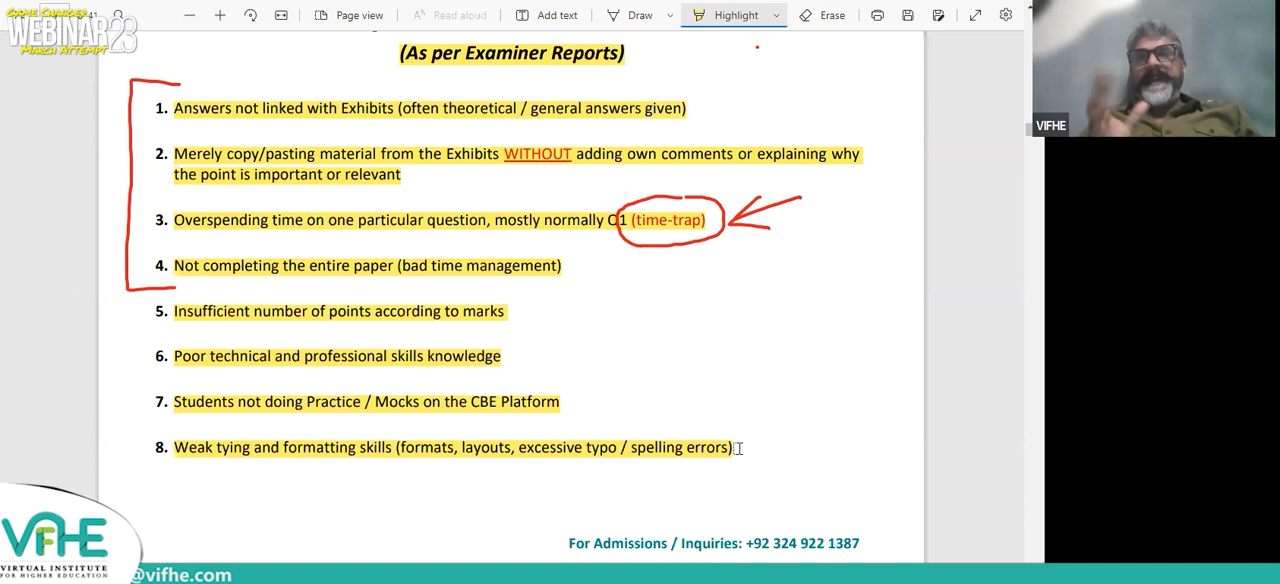 GAME CHANGER
WEBINAR 23
MARCH ATTEMPT
Page view
Read aloud
Add text
Draw
Highlight
Erase
(As per Examiner Reports)
1. Answers not linked with Exhibits (often theoretical / general answers given)
2. Merely copy/pasting material from the Exhibits WITHOUT adding own comments or explaining why
the point is important or relevant
3. Overspending time on one particular question, mostly normally Q1 (time-trap)
4. Not completing the entire paper (bad time management)
5. Insufficient number of points according to marks
6. Poor technical and professional skills knowledge
7. Students not doing Practice / Mocks on the CBE Platform
8. Weak tying and formatting skills (formats, layouts, excessive typo / spelling errors)
For Admissions / Inquiries: +92 324 922 1387
VIFHE
VIFHE
VIRTUAL INSTITUTE
FOR HIGHER EDUCATION
@vifhe.com